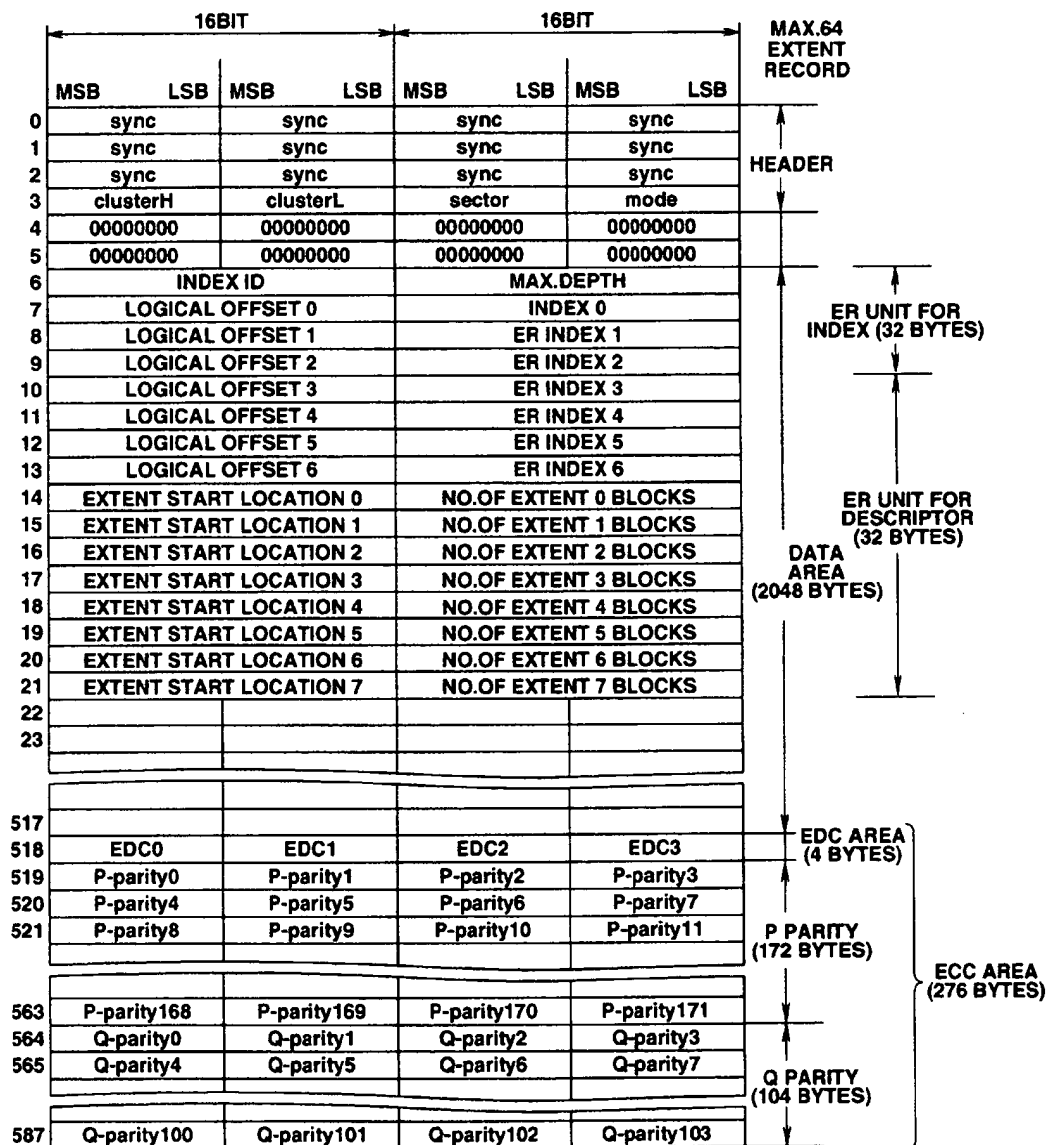 16BIT 16BIT
MAX.64
EXTENT
RECORD
MSB LSB MSB LSB MSB LSB MSB LSB
0 sync sync sync sync
1 sync sync sync sync
HEADER
2 sync sync sync sync
3 clusterH clusterL sector mode
4 00000000 00000000 00000000 00000000
5 00000000 00000000 00000000 00000000
6 INDEX ID MAX.DEPTH
7 LOGICAL OFFSET 0 INDEX 0
8 LOGICAL OFFSET 1 ER INDEX 1
9 LOGICAL OFFSET 2 ER INDEX 2
10 LOGICAL OFFSET 3 ER INDEX 3
11 LOGICAL OFFSET 4 ER INDEX 4
12 LOGICAL OFFSET 5 ER INDEX 5
13 LOGICAL OFFSET 6 ER INDEX 6
14 EXTENT START LOCATION 0 NO.OF EXTENT 0 BLOCKS
15 EXTENT START LOCATION 1 NO.OF EXTENT 1 BLOCKS
16 EXTENT START LOCATION 2 NO.OF EXTENT 2 BLOCKS
17 EXTENT START LOCATION 3 NO.OF EXTENT 3 BLOCKS
18 EXTENT START LOCATION 4 NO.OF EXTENT 4 BLOCKS
19 EXTENT START LOCATION 5 NO.OF EXTENT 5 BLOCKS
20 EXTENT START LOCATION 6 NO.OF EXTENT 6 BLOCKS
21 EXTENT START LOCATION 7 NO.OF EXTENT 7 BLOCKS
22
23
ER UNIT FOR
INDEX (32 BYTES)
ER UNIT FOR
DESCRIPTOR
(32 BYTES)
DATA
AREA
(2048 BYTES)
517
518 EDC0 EDC1 EDC2 EDC3
519 P-parity0 P-parity1 P-parity2 P-parity3
520 P-parity4 P-parity5 P-parity6 P-parity7
521 P-parity8 P-parity9 P-parity10 P-parity11
563 P-parity168 P-parity169 P-parity170 P-parity171
564 Q-parity0 Q-parity1 Q-parity2 Q-parity3
565 Q-parity4 Q-parity5 Q-parity6 Q-parity7
587 Q-parity100 Q-parity101 Q-parity102 Q-parity103
EDC AREA
(4 BYTES)
P PARITY
(172 BYTES)
Q PARITY
(104 BYTES)
ECC AREA
(276 BYTES)